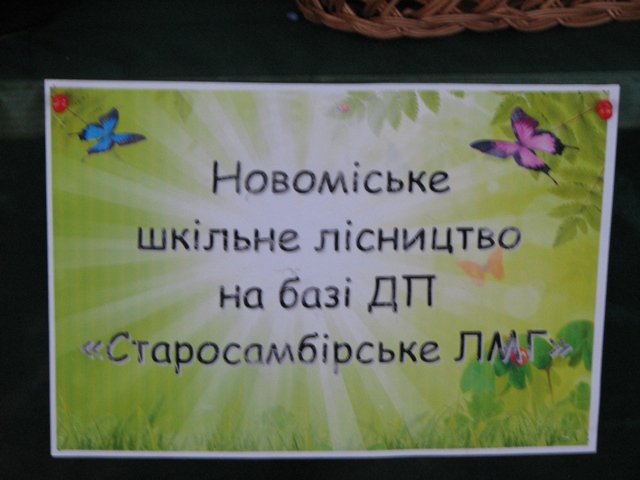 Новоміське
шкільне лісництво
на базі ДП
«Старосамбірське ЛМГ»